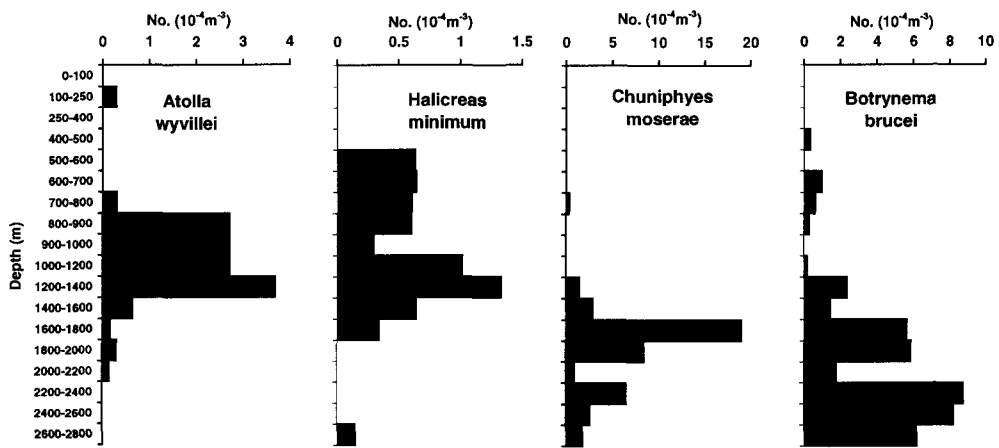 No. (10⁻⁴m⁻³) No. (10⁻⁴m⁻³) No. (10⁻⁴m⁻³) No. (10⁻⁴m⁻³)
0 1 2 3 4 0 0.5 1 1.5 0 5 10 15 20 0 2 4 6 8 10
Atolla
wyvillei
Halicreas
minimum
Chuniphyes
moserae
Botrynema
brucei
Depth (m)
0-100
100-250
250-400
400-500
500-600
600-700
700-800
800-900
900-1000
1000-1200
1200-1400
1400-1600
1600-1800
1800-2000
2000-2200
2200-2400
2400-2600
2600-2800